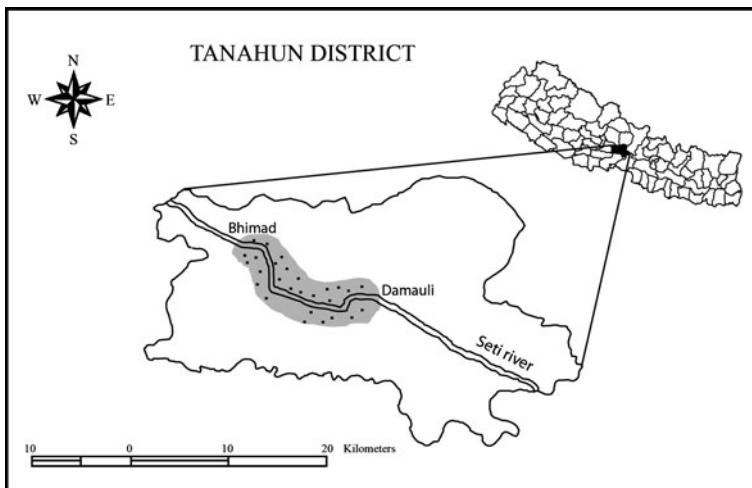 TANAHUN DISTRICT
N
W E
S
Bhimad
Damauli
Seti river
10 0 10 20 Kilometers